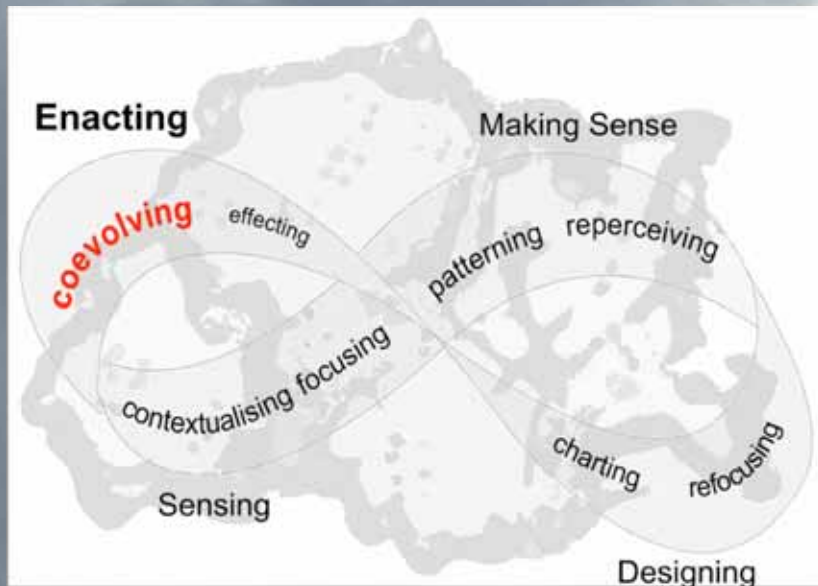 Enacting
Making Sense
coevolving
effecting
patterning
reperceiving
contextualising
focusing
charting
refocusing
Sensing
Designing